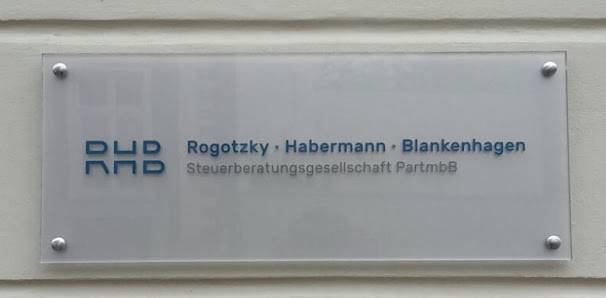 RHB
Rogotzky · Habermann · Blankenhagen
Steuerberatungsgesellschaft PartmbB